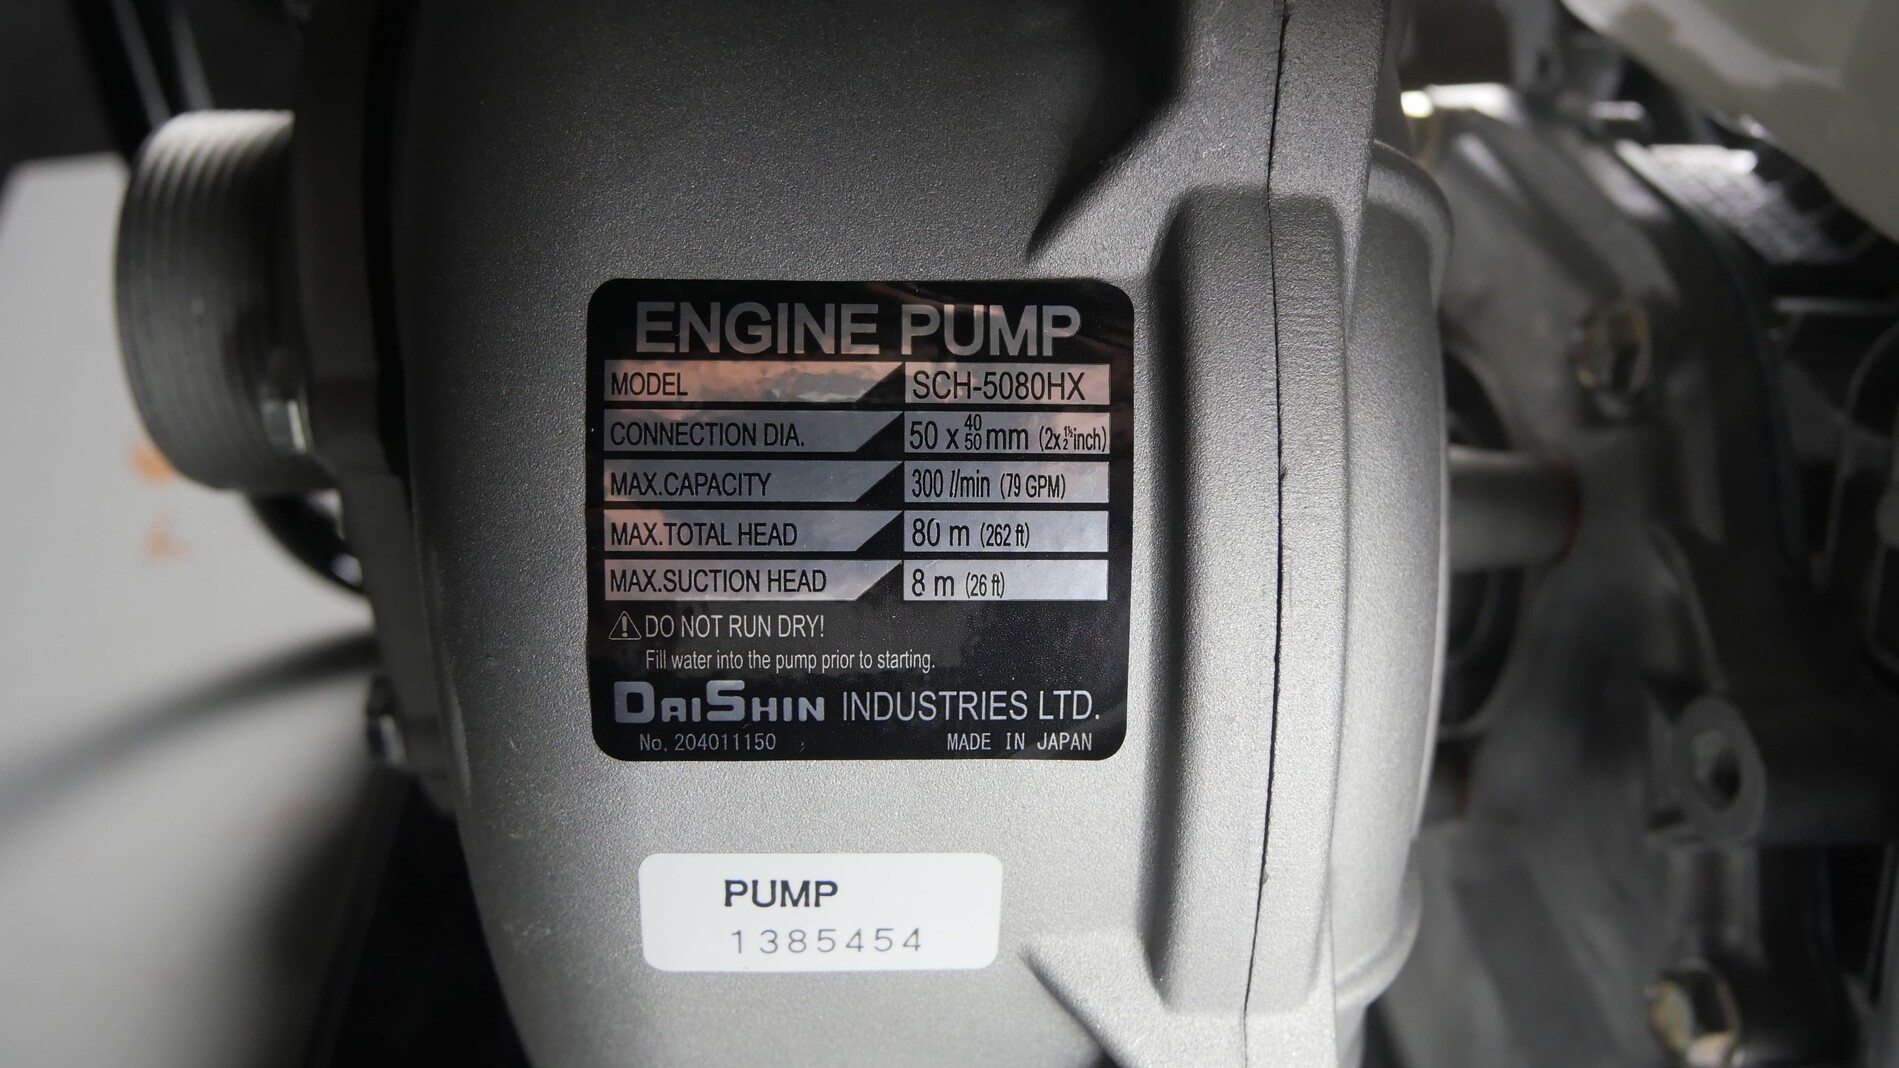 ENGINE PUMP
MODEL SCH-5080HX
CONNECTION DIA. 50 x 40/50 mm (2x1½/2 inch)
MAX.CAPACITY 300 l/min (79 GPM)
MAX.TOTAL HEAD 80 m (262 ft)
MAX.SUCTION HEAD 8 m (26 ft)
⚠ DO NOT RUN DRY!
Fill water into the pump prior to starting.
DAISHIN INDUSTRIES LTD.
No. 204011150 MADE IN JAPAN
PUMP
1385454